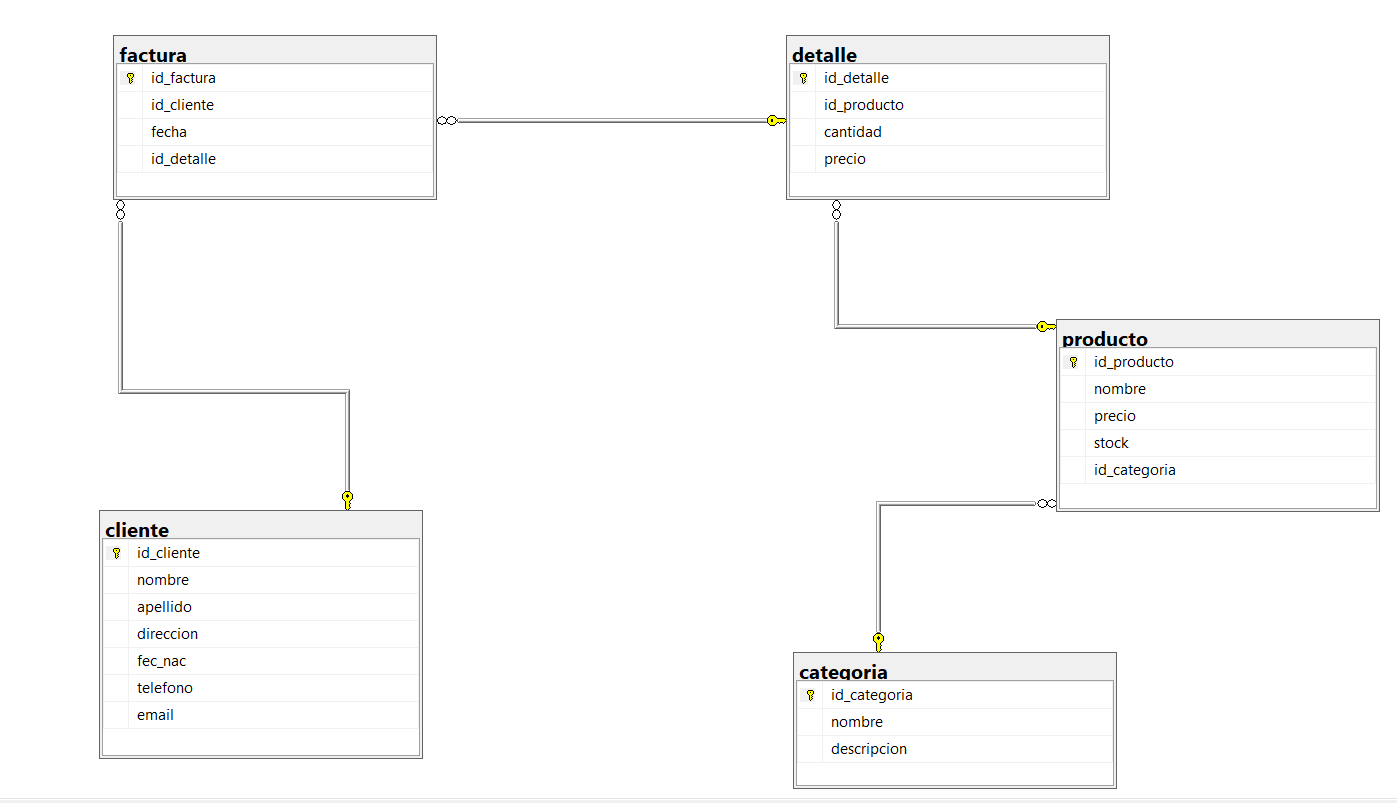 factura
id_factura
id_cliente
fecha
id_detalle
detalle
id_detalle
id_producto
cantidad
precio
producto
id_producto
nombre
precio
stock
id_categoria
cliente
id_cliente
nombre
apellido
direccion
fec_nac
telefono
email
categoria
id_categoria
nombre
descripcion